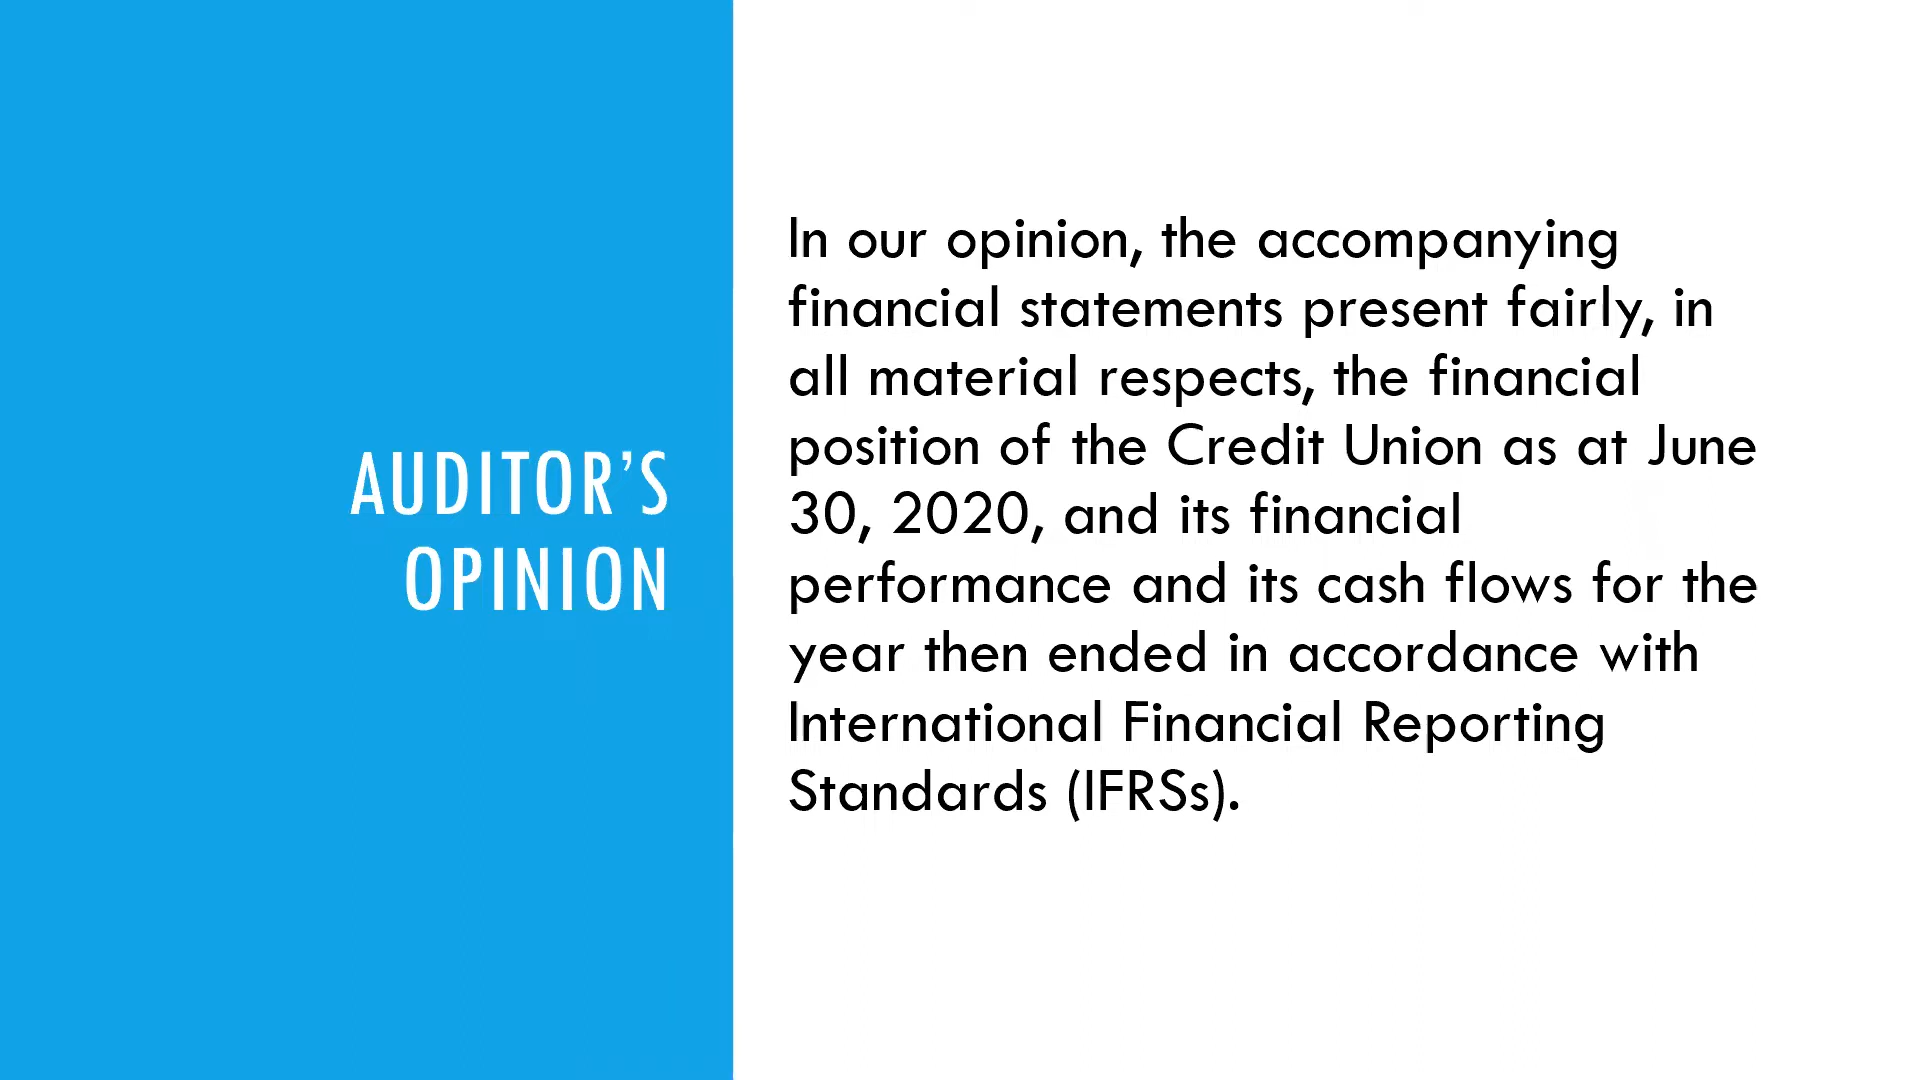 AUDITOR’S
OPINION
In our opinion, the accompanying
financial statements present fairly, in
all material respects, the financial
position of the Credit Union as at June
30, 2020, and its financial
performance and its cash flows for the
year then ended in accordance with
International Financial Reporting
Standards (IFRSs).